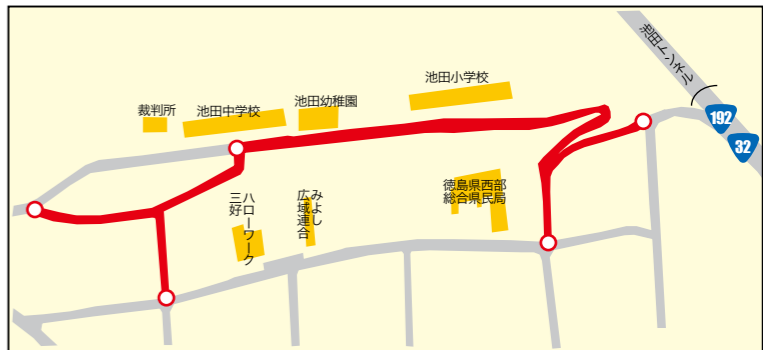 池田トンネル
192
32
池田小学校
池田幼稚園
池田中学校
裁判所
徳島県西部
総合県民局
みよし
広域連合
ハローワーク
三好